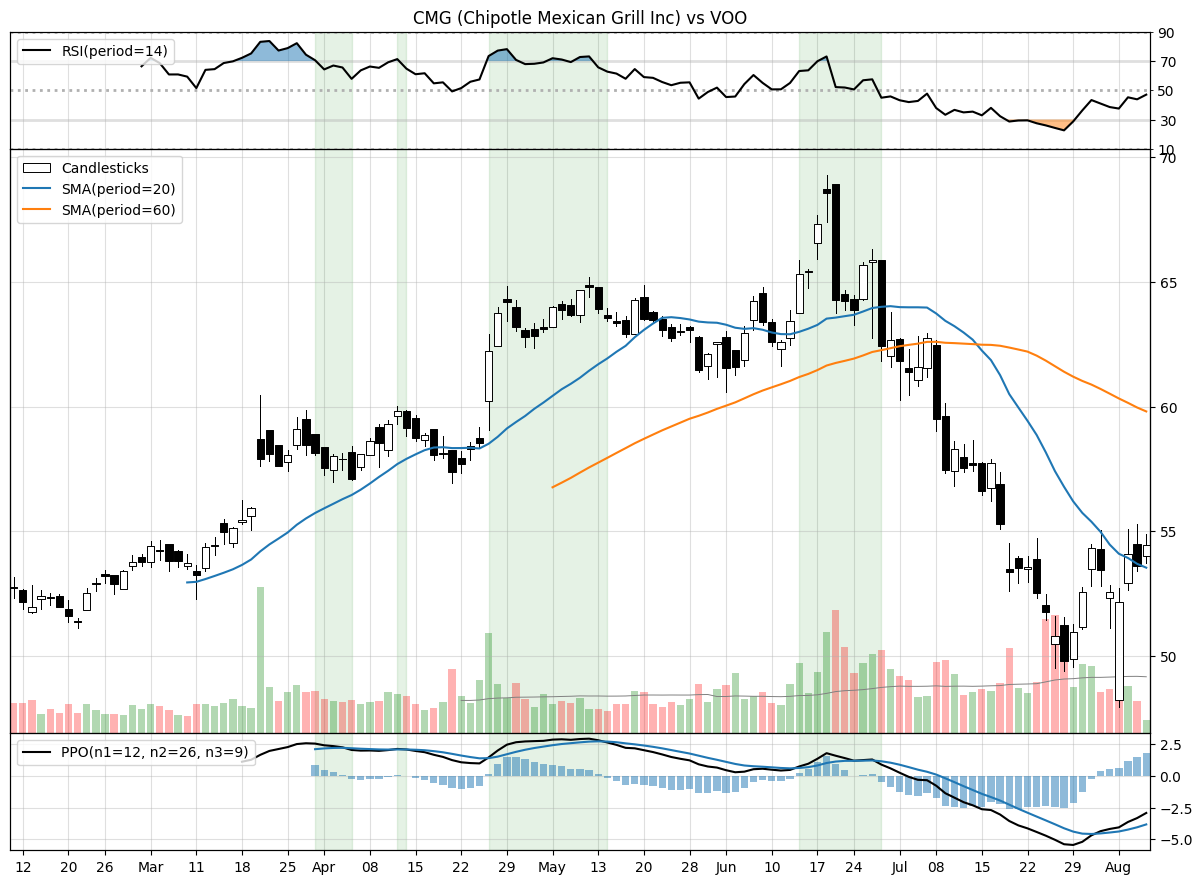 CMG (Chipotle Mexican Grill Inc) vs VOO
RSI(period=14)
90
70
50
30
10
Candlesticks
SMA(period=20)
SMA(period=60)
70
65
60
55
50
PPO(n1=12, n2=26, n3=9)
2.5
0.0
−2.5
−5.0
12 20 26 Mar 11 18 25 Apr 08 15 22 29 May 13 20 28 Jun 10 17 24 Jul 08 15 22 29 Aug